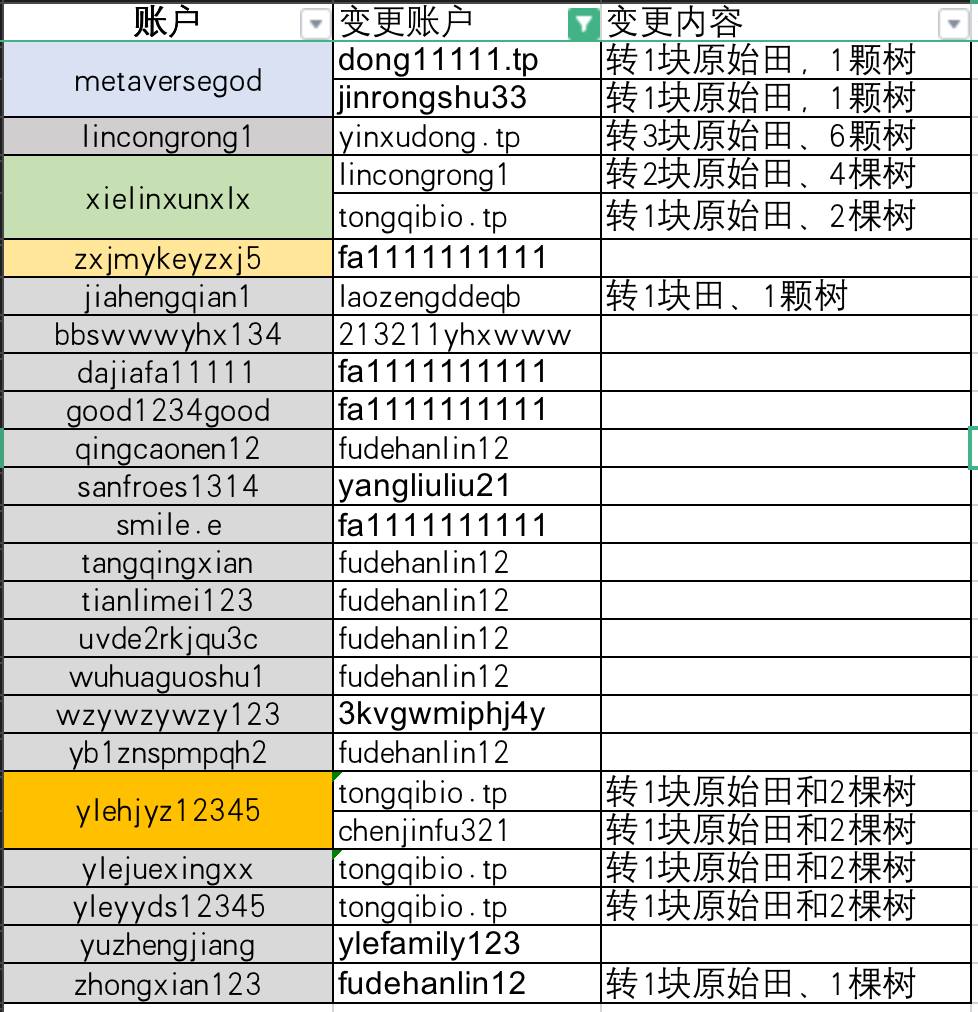 账户 变更账户 变更内容
metaversegod dong11111.tp 转1块原始田，1颗树
jinrongshu33 转1块原始田，1颗树
lincongrong1 yinxudong.tp 转3块原始田、6颗树
xielinxunxlx lincongrong1 转2块原始田、4棵树
tongqibio.tp 转1块原始田、2棵树
zxjmykeyzxj5 fa1111111111
jiahengqian1 laozengddeqb 转1块田、1颗树
bbswwwyhx134 213211yhxwww
dajiafa11111 fa1111111111
good1234good fa1111111111
qingcaonen12 fudehanlin12
sanfroes1314 yangliuliu21
smile.e fa1111111111
tangqingxian fudehanlin12
tianlimei123 fudehanlin12
uvde2rkjqu3c fudehanlin12
wuhuaguoshu1 fudehanlin12
wzywzywzy123 3kvgwmiphj4y
yb1znspmpqh2 fudehanlin12
ylehjyz12345 tongqibio.tp 转1块原始田和2棵树
chenjinfu321 转1块原始田和2棵树
ylejuexingxx tongqibio.tp 转1块原始田和2棵树
yleyyds12345 tongqibio.tp 转1块原始田和2棵树
yuzhengjiang ylefamily123
zhongxian123 fudehanlin12 转1块原始田、1棵树